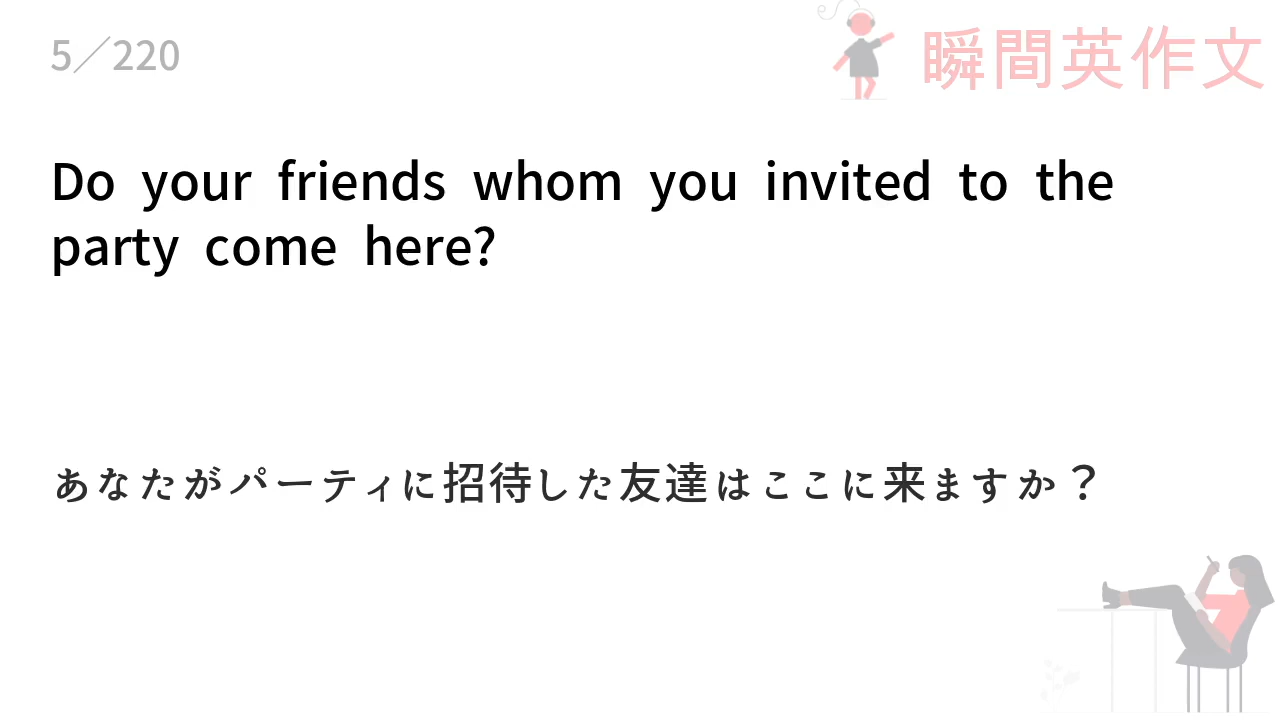 5／220
瞬間英作文
Do your friends whom you invited to the
party come here?
あなたがパーティに招待した友達はここに来ますか？